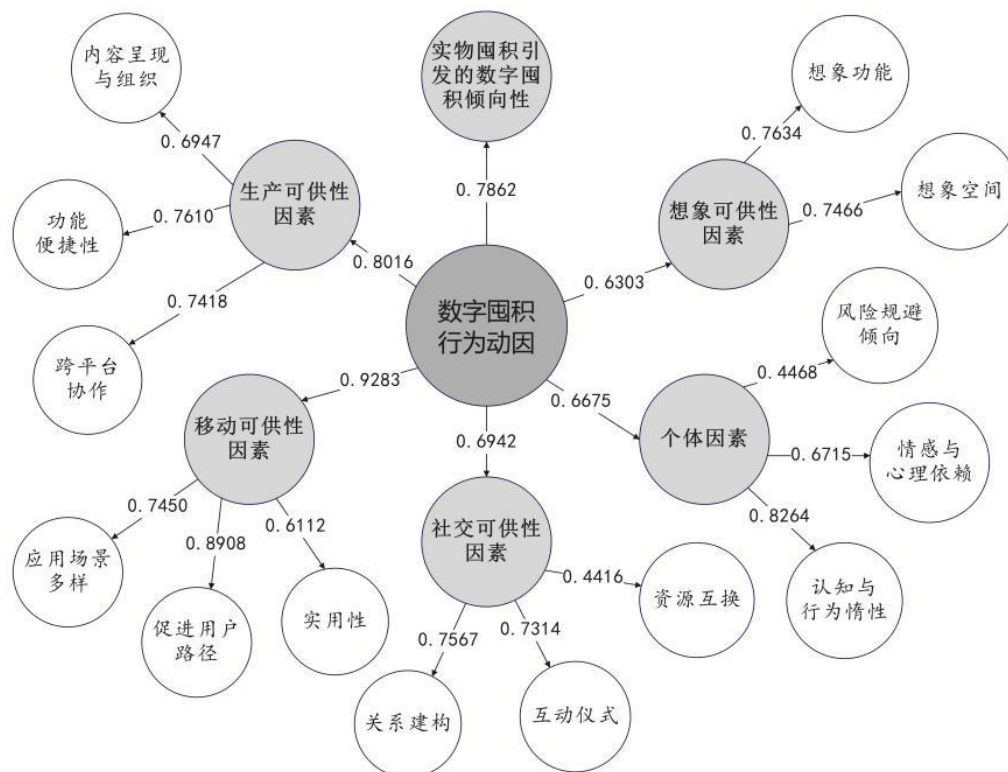 内容呈现
与组织
实物囤积引
发的数字囤
积倾向性
想象功能
0.6947
0.7634
生产可供性
因素
0.7862
想象可供性
因素
0.7466
想象空间
功能
便捷性
0.7610
0.8016
0.6303
0.7418
数字囤积
行为动因
风险规避
倾向
跨平台
协作
0.9283
0.6675
0.4468
移动可供性
因素
0.6942
个体因素
0.6715
情感与
心理依赖
0.7450
0.8908
0.6112
社交可供性
因素
0.8264
应用场景
多样
0.4416
资源互换
认知与
行为惰性
促进用户
路径
实用性
0.7567
0.7314
关系建构
互动仪式